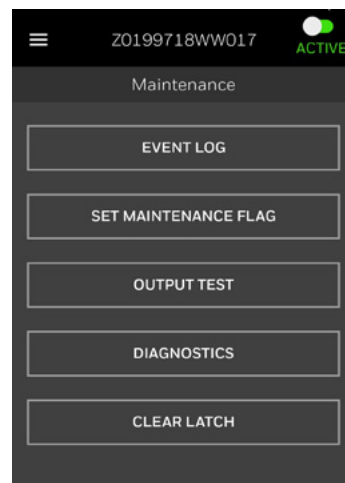 Z0199718WW017
ACTIVE
Maintenance
EVENT LOG
SET MAINTENANCE FLAG
OUTPUT TEST
DIAGNOSTICS
CLEAR LATCH